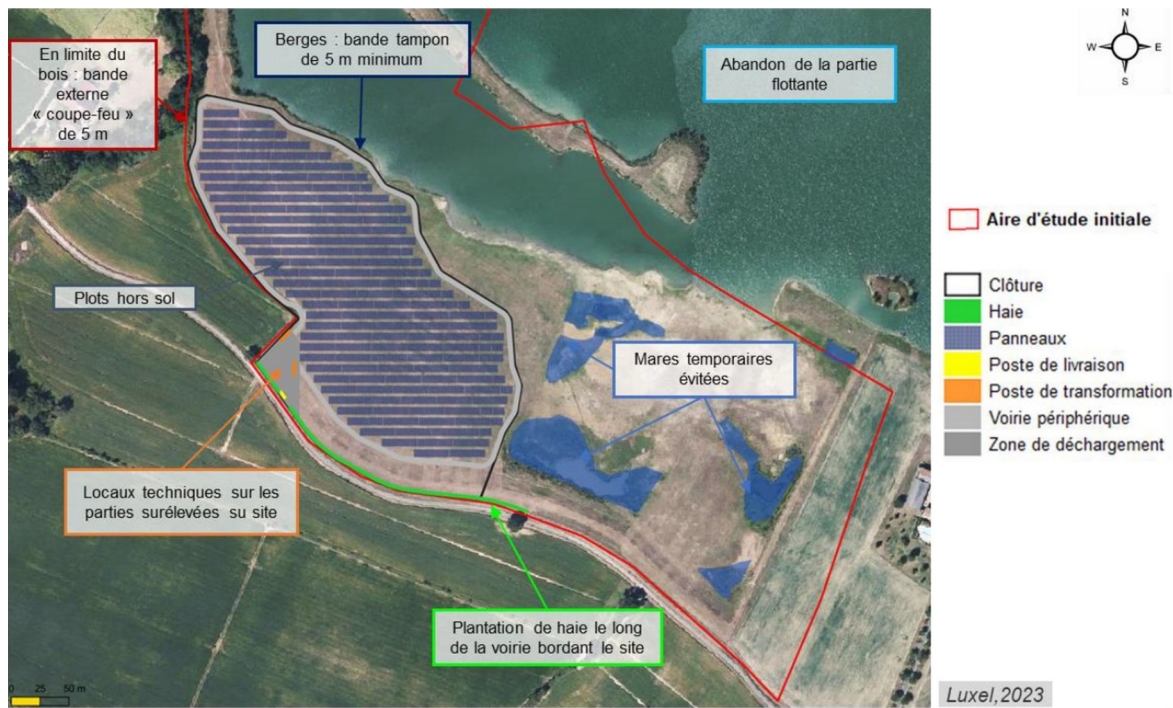 En limite du
bois : bande
externe
« coupe-feu »
de 5 m
Berges : bande tampon
de 5 m minimum
Abandon de la partie
flottante
N
W
E
S
Plots hors sol
Mares temporaires
évitées
Locaux techniques sur les
parties surélevées su site
Plantation de haie le long
de la voirie bordant le site
0 25 50 m
Aire d'étude initiale
Clôture
Haie
Panneaux
Poste de livraison
Poste de transformation
Voirie périphérique
Zone de déchargement
Luxel,2023